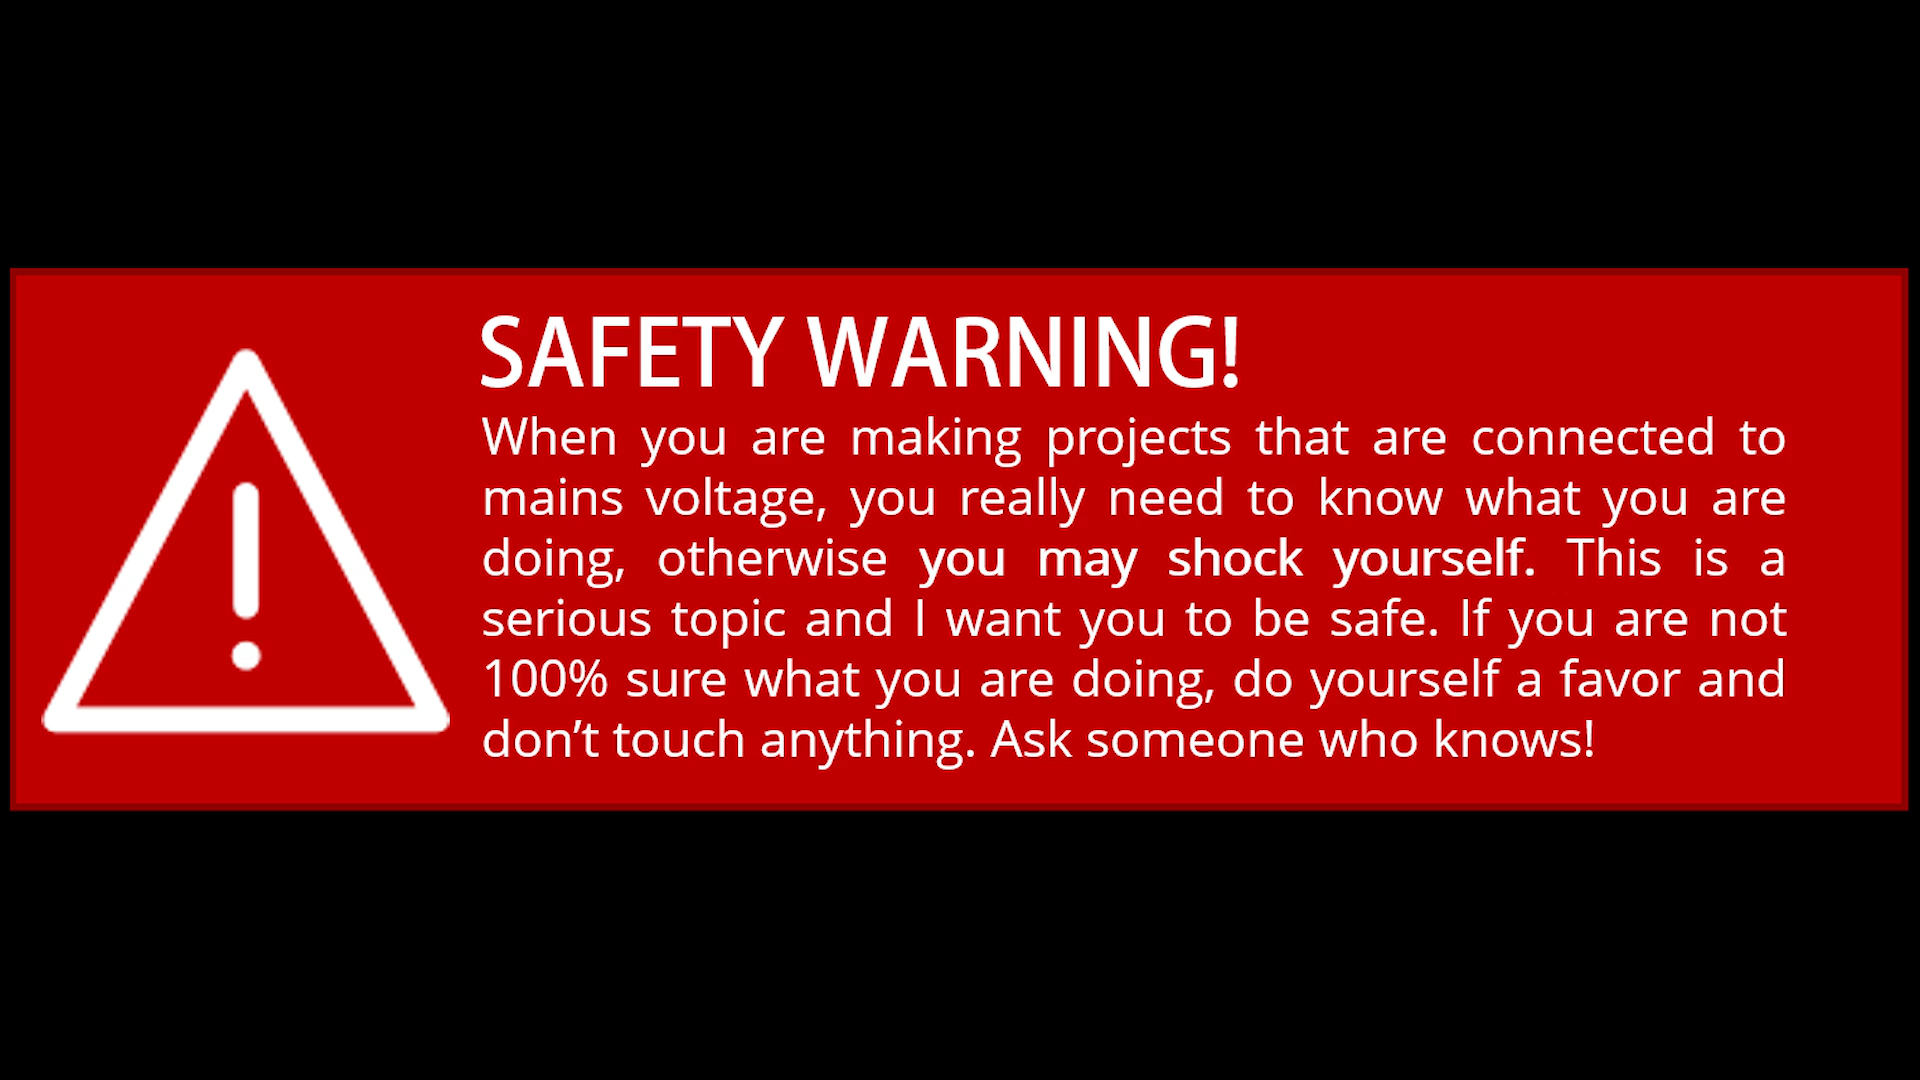 SAFETY WARNING!
When you are making projects that are connected to
mains voltage, you really need to know what you are
doing, otherwise you may shock yourself. This is a
serious topic and I want you to be safe. If you are not
100% sure what you are doing, do yourself a favor and
don’t touch anything. Ask someone who knows!